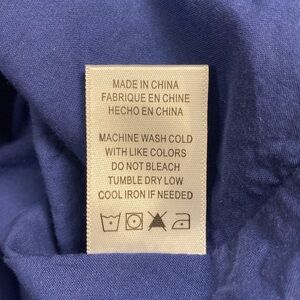 MADE IN CHINA
FABRIQUE EN CHINE
HECHO EN CHINA
MACHINE WASH COLD
WITH LIKE COLORS
DO NOT BLEACH
TUMBLE DRY LOW
COOL IRON IF NEEDED